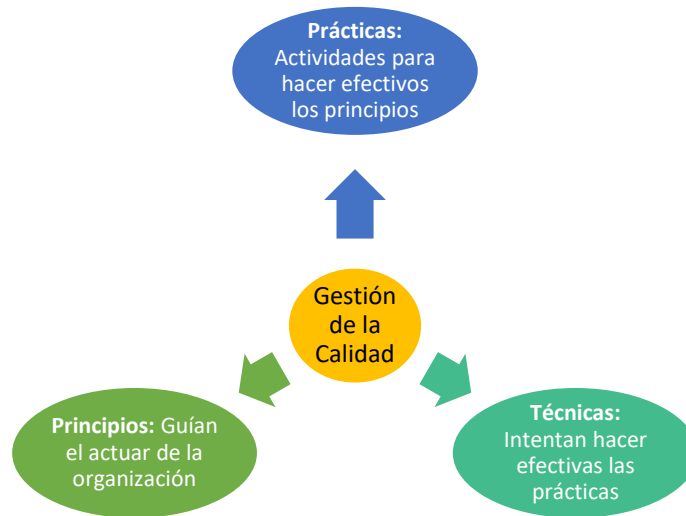 Prácticas:
Actividades para
hacer efectivos
los principios
Gestión
de la
Calidad
Principios: Guían
el actuar de la
organización
Técnicas:
Intentan hacer
efectivas las
prácticas